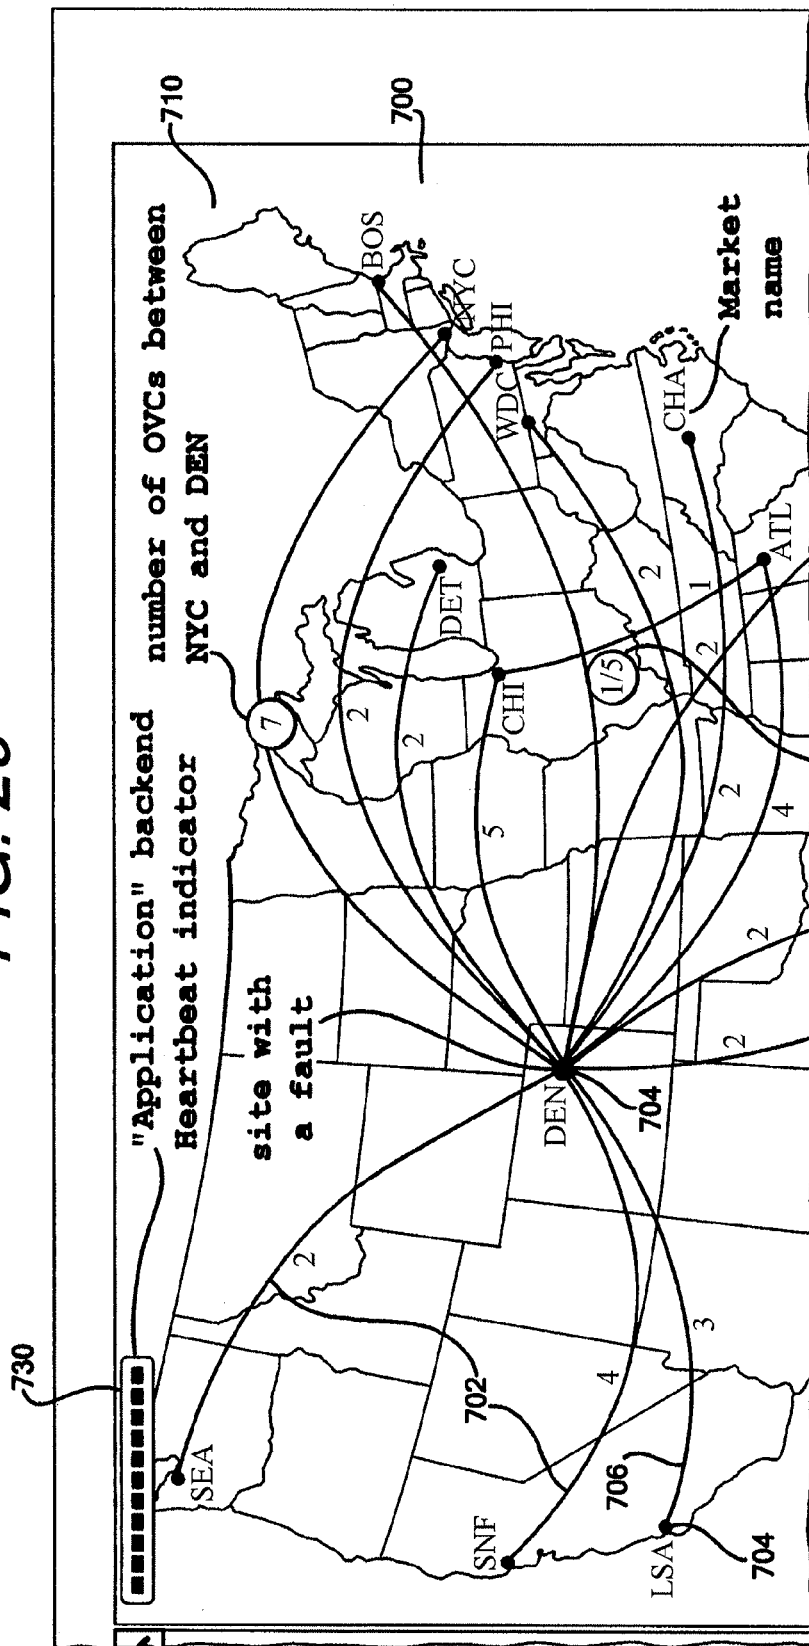 730
"Application" backend
Heartbeat indicator
number of OVCs between
NYC and DEN
710
700
site with
a fault
7
SEA
2
702
SNF
4
706
LSA
704
3
DEN
704
2
2
5
CHI
DET
BOS
NYC
PHI
WDC
CHA
Market
name
ATL
1/5
2
1
2
2
4
2
2